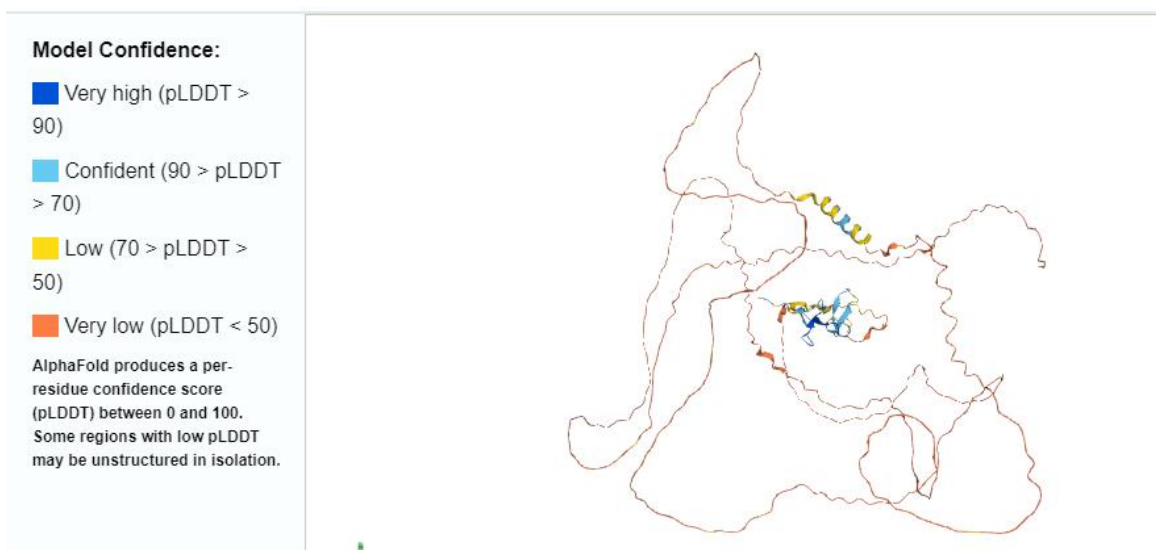 Model Confidence:
Very high (pLDDT >
90)
Confident (90 > pLDDT
> 70)
Low (70 > pLDDT >
50)
Very low (pLDDT < 50)
AlphaFold produces a per-
residue confidence score
(pLDDT) between 0 and 100.
Some regions with low pLDDT
may be unstructured in isolation.